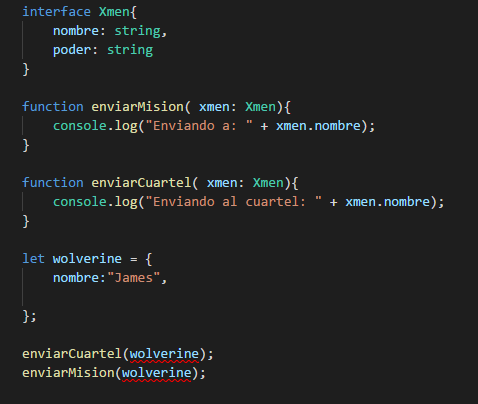 interface Xmen{
    nombre: string,
    poder: string
}

function enviarMision( xmen: Xmen){
    console.log("Enviando a: " + xmen.nombre);
}

function enviarCuartel( xmen: Xmen){
    console.log("Enviando al cuartel: " + xmen.nombre);
}

let wolverine = {
    nombre:"James",

};

enviarCuartel(wolverine);
enviarMision(wolverine);